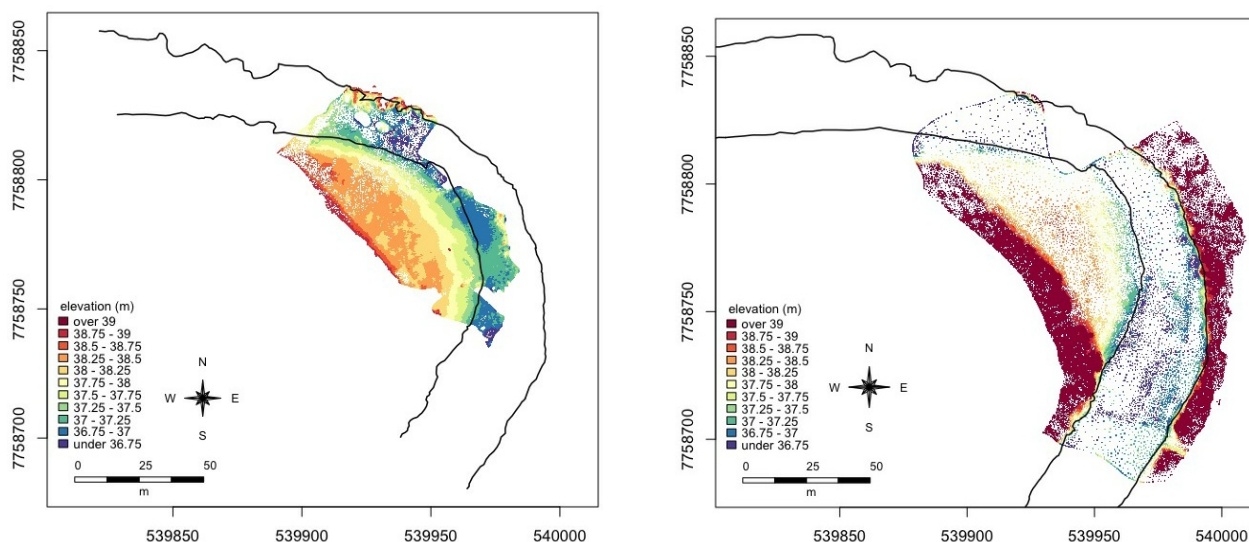 7758850
7758800
7758750
7758700
elevation (m)
over 39
38.75 - 39
38.5 - 38.75
38.25 - 38.5
38 - 38.25
37.75 - 38
37.5 - 37.75
37.25 - 37.5
37 - 37.25
36.75 - 37
under 36.75
N
W E
S
0 25 50
m
539850 539900 539950 540000
7758850
7758800
7758750
7758700
elevation (m)
over 39
38.75 - 39
38.5 - 38.75
38.25 - 38.5
38 - 38.25
37.75 - 38
37.5 - 37.75
37.25 - 37.5
37 - 37.25
36.75 - 37
under 36.75
N
W E
S
0 25 50
m
539850 539900 539950 540000